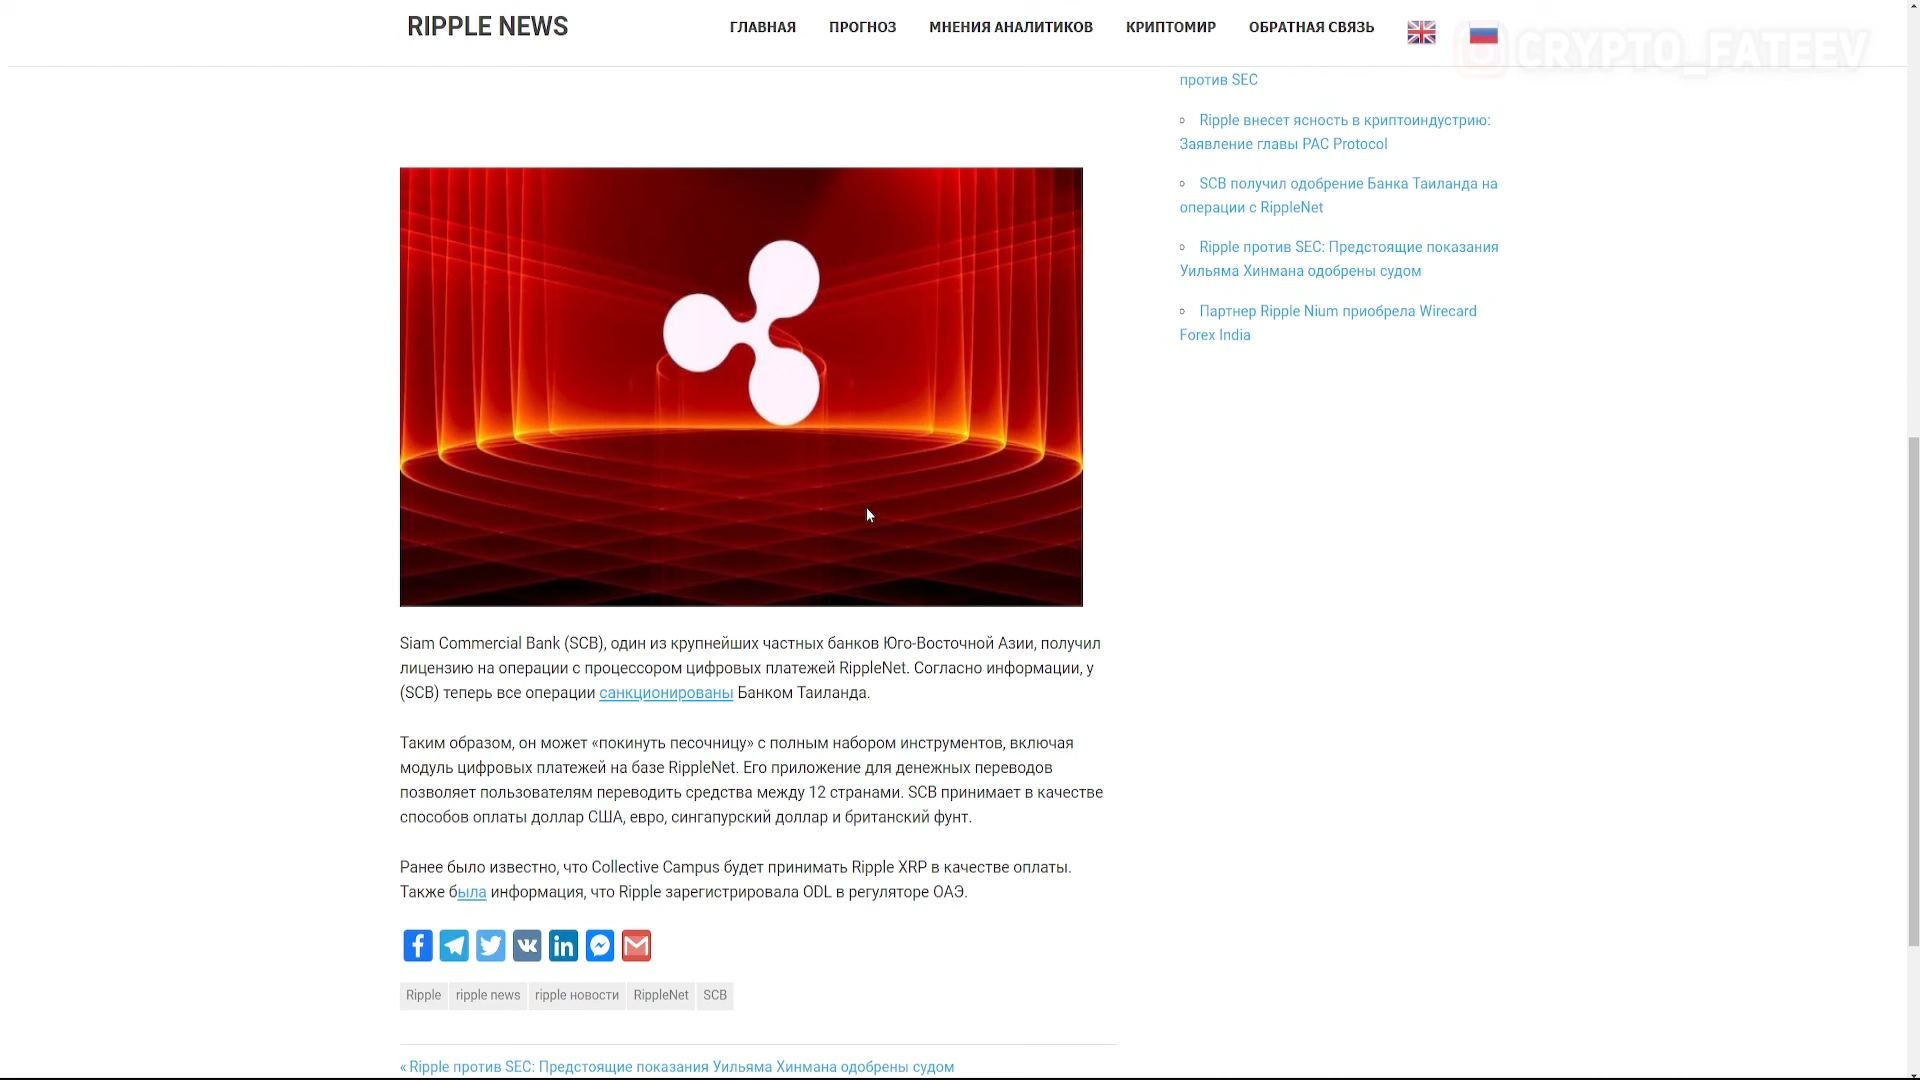 RIPPLE NEWS
ГЛАВНАЯ ПРОГНОЗ МНЕНИЯ АНАЛИТИКОВ КРИПТОМИР ОБРАТНАЯ СВЯЗЬ
CRYPTO_FATEEV
против SEC
Ripple внесет ясность в криптоиндустрию:
Заявление главы PAC Protocol
SCB получил одобрение Банка Таиланда на
операции с RippleNet
Ripple против SEC: Предстоящие показания
Уильяма Хинмана одобрены судом
Партнер Ripple Nium приобрела Wirecard
Forex India
Siam Commercial Bank (SCB), один из крупнейших частных банков Юго-Восточной Азии, получил
лицензию на операции с процессором цифровых платежей RippleNet. Согласно информации, у
(SCB) теперь все операции санкционированы Банком Таиланда.
Таким образом, он может «покинуть песочницу» с полным набором инструментов, включая
модуль цифровых платежей на базе RippleNet. Его приложение для денежных переводов
позволяет пользователям переводить средства между 12 странами. SCB принимает в качестве
способов оплаты доллар США, евро, сингапурский доллар и британский фунт.
Ранее было известно, что Collective Campus будет принимать Ripple XRP в качестве оплаты.
Также была информация, что Ripple зарегистрировала ODL в регуляторе ОАЭ.
Ripple ripple news ripple новости RippleNet SCB
« Ripple против SEC: Предстоящие показания Уильяма Хинмана одобрены судом